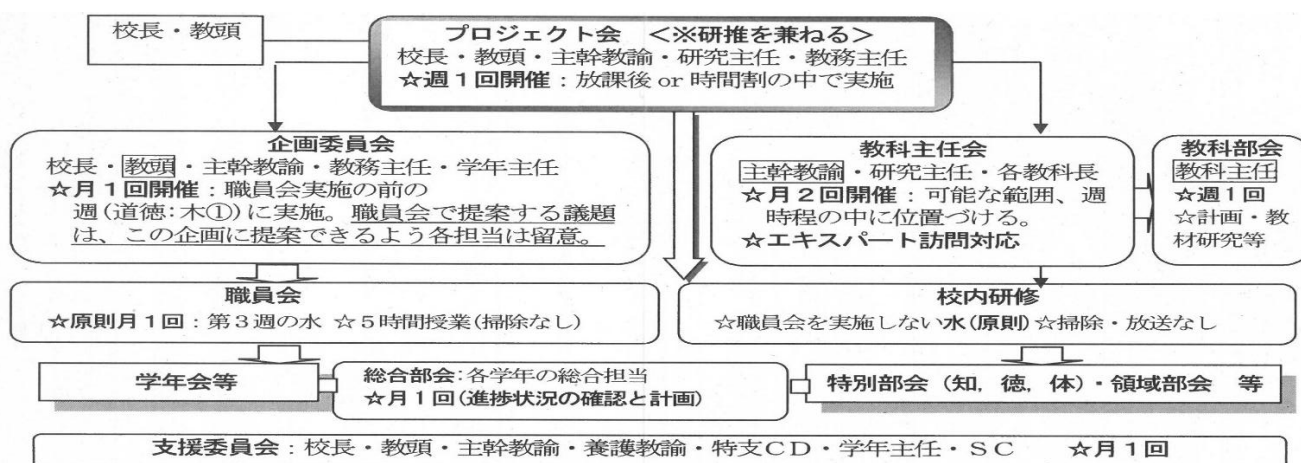 校長・教頭
プロジェクト会　<※研推を兼ねる>
校長・教頭・主幹教諭・研究主任・教務主任
☆週１回開催：放課後 or 時間割の中で実施
企画委員会
校長・教頭・主幹教諭・教務主任・学年主任
☆月１回開催：職員会実施の前の
週(道徳:木①)に実施。職員会で提案する議題
は、この企画に提案できるよう各担当は留意。
教科主任会
主幹教諭・研究主任・各教科長
☆月２回開催：可能な範囲、週
時程の中に位置づける。
☆エキスパート訪問対応
教科部会
教科主任
☆週１回
☆計画・教
材研究等
職員会
☆原則月１回：第３週の水 ☆５時間授業(掃除なし)
校内研修
☆職員会を実施しない水(原則)☆掃除・放送なし
学年会等
総合部会:各学年の総合担当
☆月１回(進捗状況の確認と計画)
特別部会（知，徳，体）・領域部会　等
支援委員会：校長・教頭・主幹教諭・養護教諭・特支ＣＤ・学年主任・ＳＣ　☆月１回